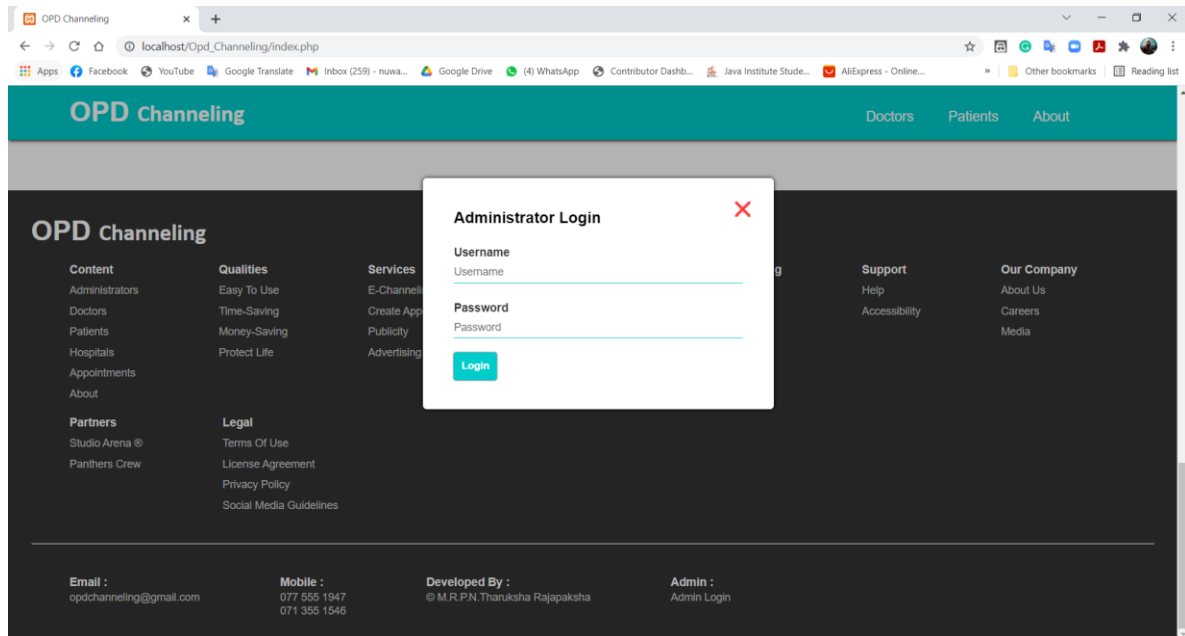 OPD Channeling
localhost/Opd_Channeling/index.php
Apps Facebook YouTube Google Translate Inbox (259) - nuwa... Google Drive (4) WhatsApp Contributor Dashb... Java Institute Stude... AliExpress - Online... » Other bookmarks Reading list
OPD Channeling Doctors Patients About
Administrator Login
Username
Username
Password
Password
Login
OPD Channeling
Content
Administrators
Doctors
Patients
Hospitals
Appointments
About
Qualities
Easy To Use
Time-Saving
Money-Saving
Protect Life
Services
E-Channeli
Create App
Publicity
Advertising
g
Support
Help
Accessibility
Our Company
About Us
Careers
Media
Partners
Studio Arena ®
Panthers Crew
Legal
Terms Of Use
License Agreement
Privacy Policy
Social Media Guidelines
Email :
opdchanneling@gmail.com
Mobile :
077 555 1947
071 355 1546
Developed By :
© M.R.P.N.Tharuksha Rajapaksha
Admin :
Admin Login